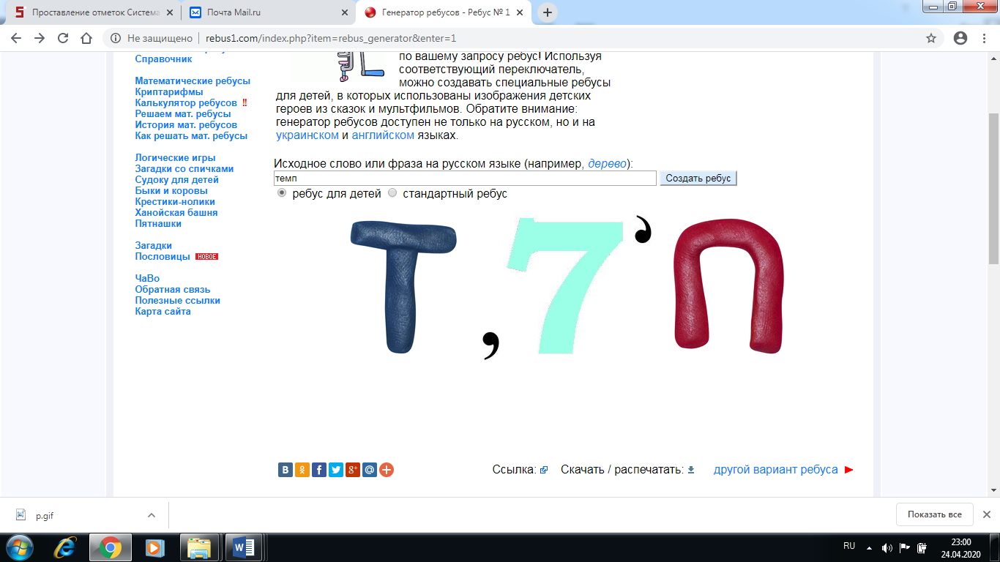 Проставление отметок Система
Почта Mail.ru
Генератор ребусов - Ребус № 1
Не защищено
rebus1.com/index.php?item=rebus_generator&enter=1
Справочник
Математические ребусы
Криптарифмы
Калькулятор ребусов !!
Решаем мат. ребусы
История мат. ребусов
Как решать мат. ребусы
Логические игры
Загадки со спичками
Судоку для детей
Быки и коровы
Крестики-нолики
Ханойская башня
Пятнашки
Загадки
Пословицы НОВОЕ
ЧаВо
Обратная связь
Полезные ссылки
Карта сайта
по вашему запросу ребус! Используя
соответствующий переключатель,
можно создавать специальные ребусы
для детей, в которых использованы изображения детских
героев из сказок и мультфильмов. Обратите внимание:
генератор ребусов доступен не только на русском, но и на
украинском и английском языках.
Исходное слово или фраза на русском языке (например, дерево):
темп
Создать ребус
ребус для детей стандартный ребус
Т ,7’ П
Ссылка: Скачать / распечатать: другой вариант ребуса
p.gif
Показать все
RU
23:00
24.04.2020